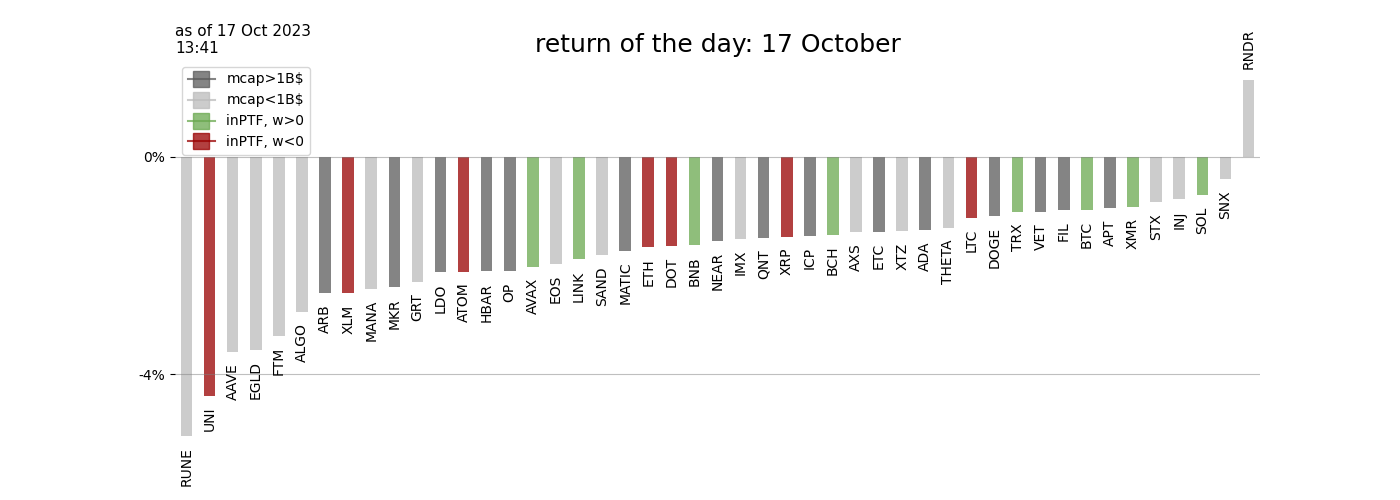 as of 17 Oct 2023
13:41
return of the day: 17 October
mcap>1B$
mcap<1B$
inPTF, w>0
inPTF, w<0
0%
-4%
RUNE
UNI
AAVE
EGLD
FTM
ALGO
ARB
XLM
MANA
MKR
GRT
LDO
ATOM
HBAR
OP
AVAX
EOS
LINK
SAND
MATIC
ETH
DOT
BNB
NEAR
IMX
QNT
XRP
ICP
BCH
AXS
ETC
XTZ
ADA
THETA
LTC
DOGE
TRX
VET
FIL
BTC
APT
XMR
STX
INJ
SOL
SNX
RNDR